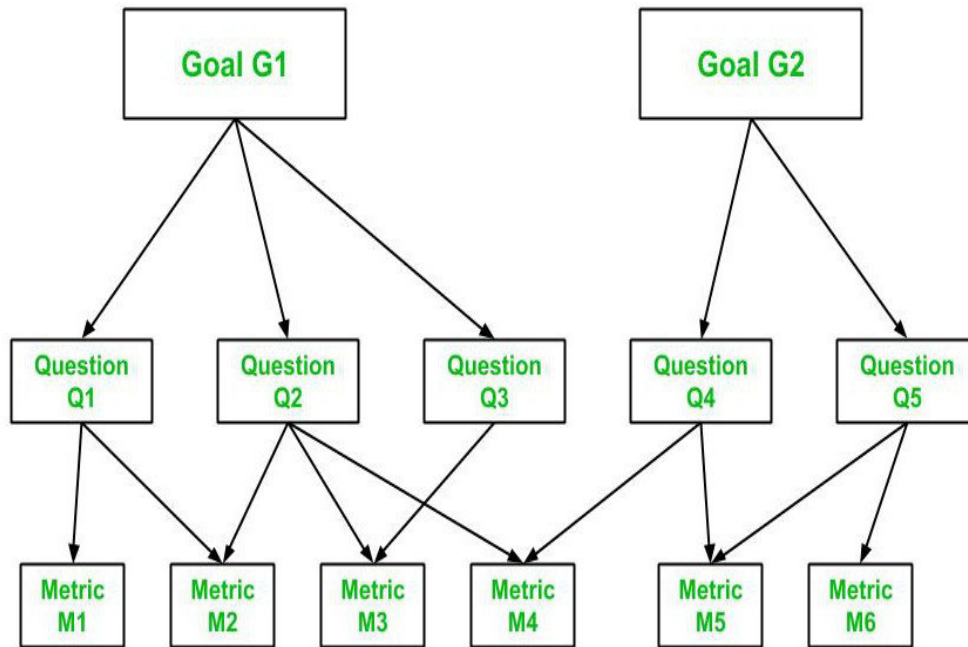 Goal G1
Goal G2
Question
Q1
Question
Q2
Question
Q3
Question
Q4
Question
Q5
Metric
M1
Metric
M2
Metric
M3
Metric
M4
Metric
M5
Metric
M6